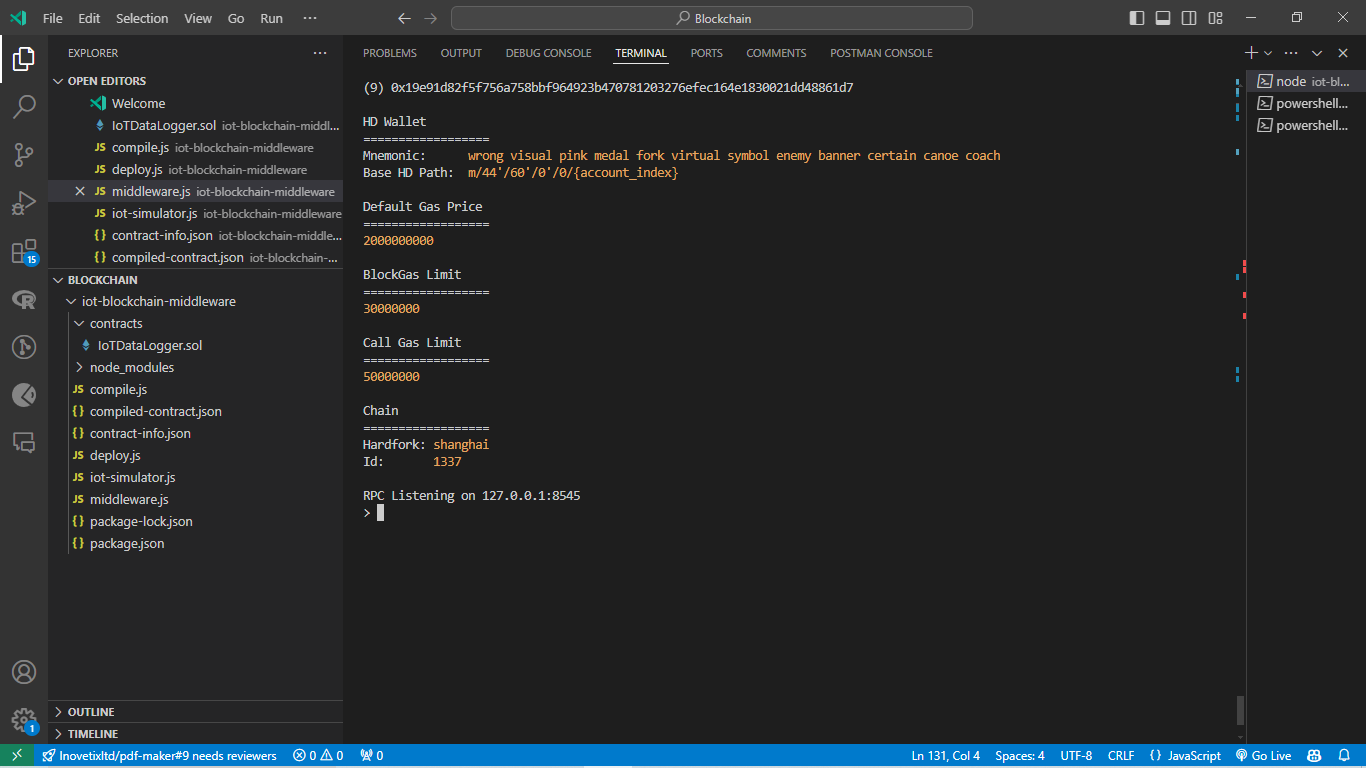 File Edit Selection View Go Run ··· Blockchain
EXPLORER ···
OPEN EDITORS
Welcome
IoTDataLogger.sol iot-blockchain-middl...
JS compile.js iot-blockchain-middleware
JS deploy.js iot-blockchain-middleware
JS middleware.js iot-blockchain-middleware
JS iot-simulator.js iot-blockchain-middleware
{} contract-info.json iot-blockchain-middle...
{} compiled-contract.json iot-blockchain-...
BLOCKCHAIN
iot-blockchain-middleware
contracts
IoTDataLogger.sol
node_modules
JS compile.js
{} compiled-contract.json
{} contract-info.json
JS deploy.js
JS iot-simulator.js
JS middleware.js
{} package-lock.json
{} package.json
OUTLINE
TIMELINE
15
1
PROBLEMS OUTPUT DEBUG CONSOLE TERMINAL PORTS COMMENTS POSTMAN CONSOLE
(9) 0x19e91d82f5f756a758bbf964923b470781203276efec164e1830021dd48861d7
HD Wallet
==================
Mnemonic: wrong visual pink medal fork virtual symbol enemy banner certain canoe coach
Base HD Path: m/44'/60'/0'/0/{account_index}
Default Gas Price
==================
2000000000
BlockGas Limit
==================
30000000
Call Gas Limit
==================
50000000
Chain
==================
Hardfork: shanghai
Id: 1337
RPC Listening on 127.0.0.1:8545
>
node iot-bl...
powershell...
powershell...
Inovetixltd/pdf-maker#9 needs reviewers 0 0 0 Ln 131, Col 4 Spaces: 4 UTF-8 CRLF {} JavaScript Go Live